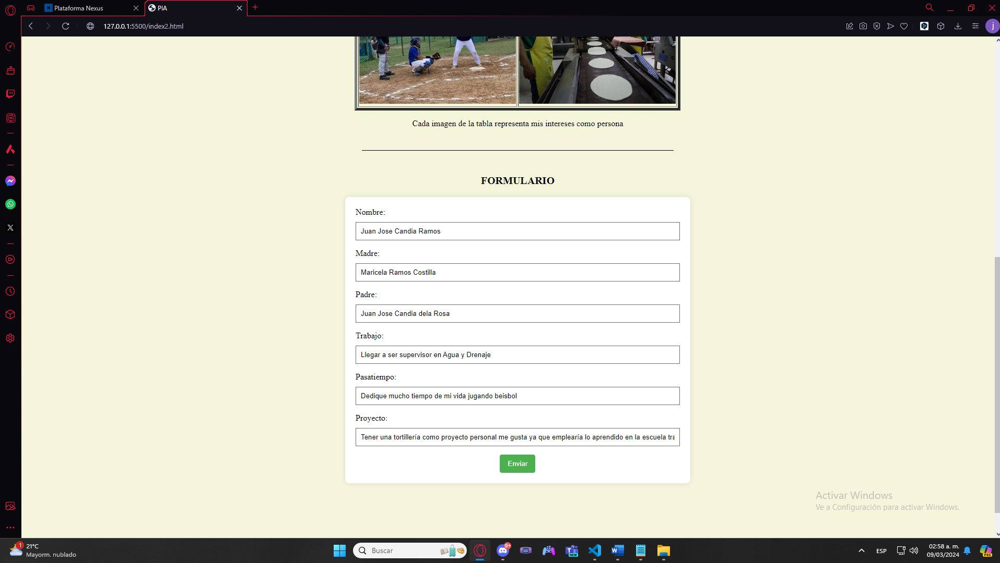 Plataforma Nexus
PIA
127.0.0.1:5500/index2.html
j
Cada imagen de la tabla representa mis intereses como persona
FORMULARIO
Nombre:
Juan Jose Candia Ramos
Madre:
Maricela Ramos Costilla
Padre:
Juan Jose Candia dela Rosa
Trabajo:
Llegar a ser supervisor en Agua y Drenaje
Pasatiempo:
Dedique mucho tiempo de mi vida jugando beisbol
Proyecto:
Tener una tortillería como proyecto personal me gusta ya que emplearía lo aprendido en la escuela tra
Enviar
Activar Windows
Ve a Configuración para activar Windows.
1
21°C
Mayorm. nublado
Buscar
9+
NEW
ESP
02:58 a. m.
09/03/2024
PRE